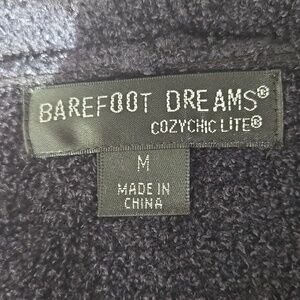 BAREFOOT DREAMS®
COZYCHIC LITE®
M
MADE IN
CHINA